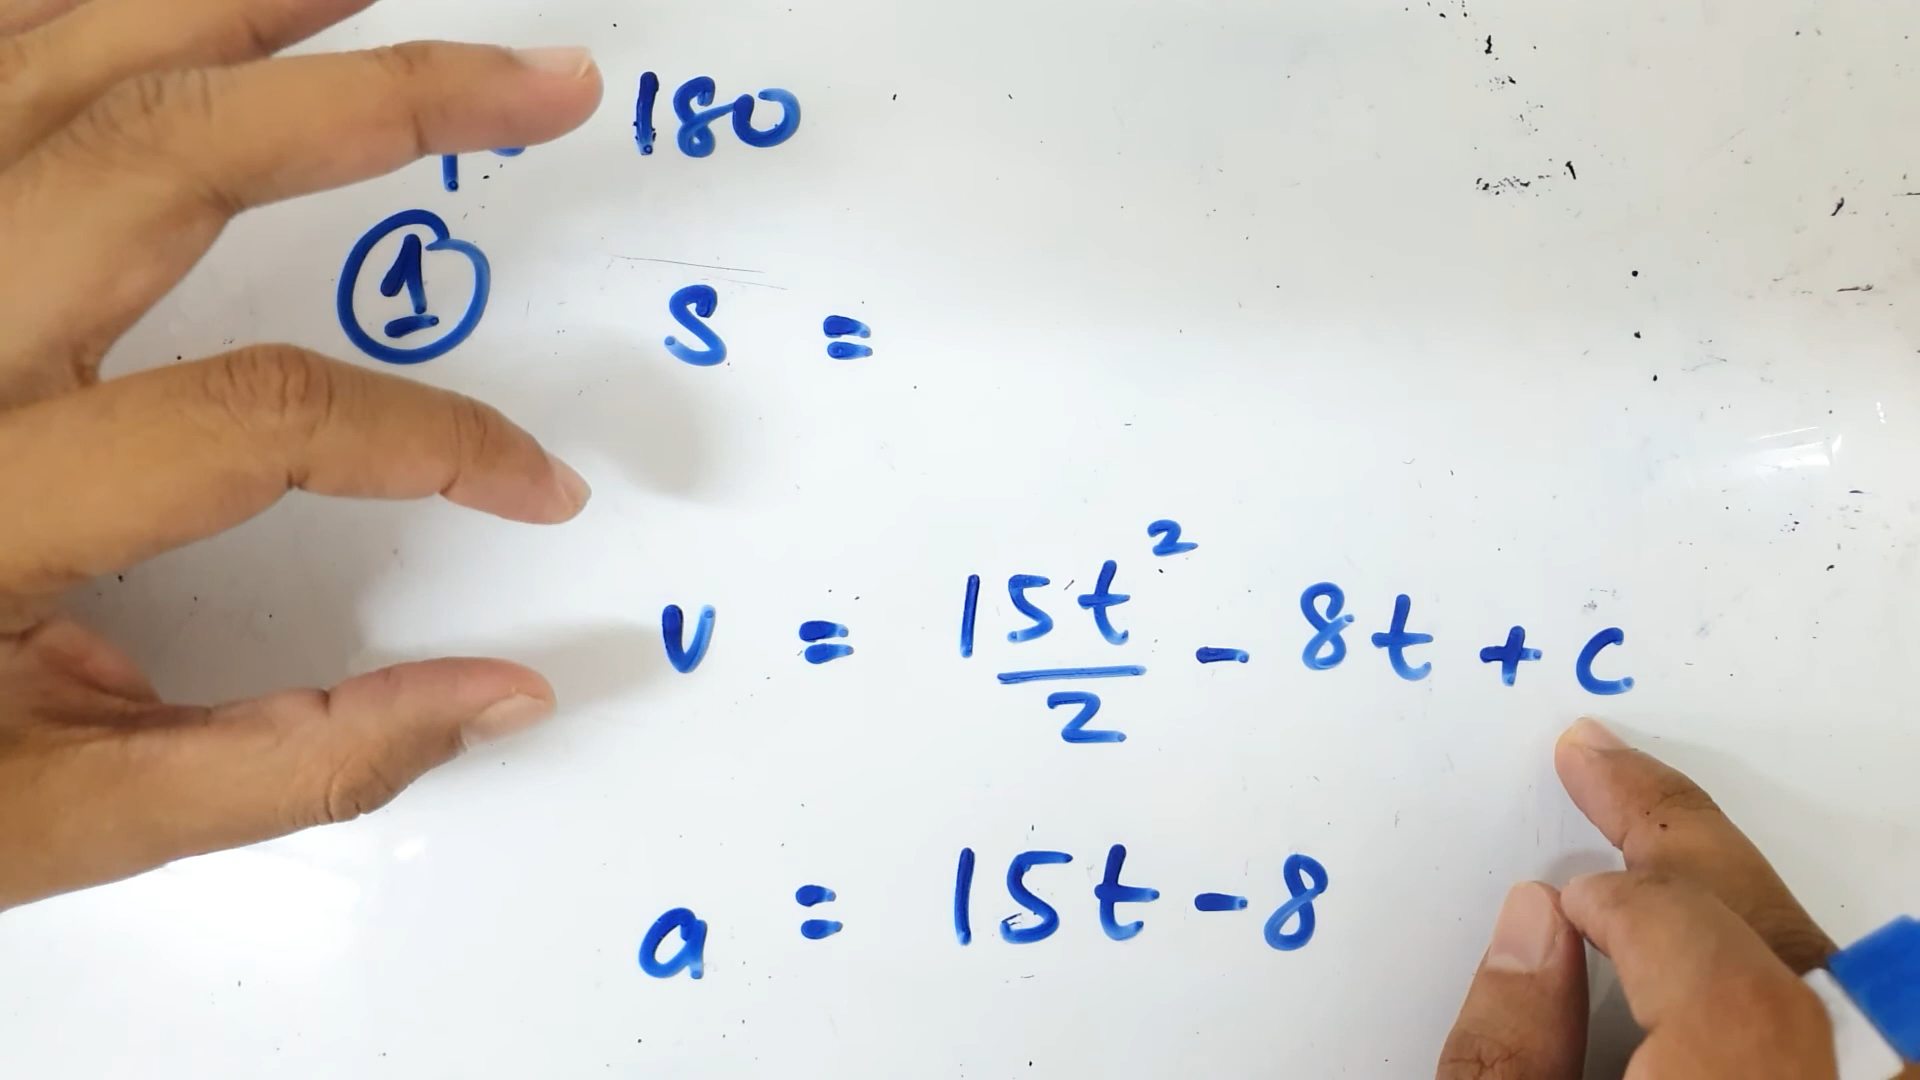 180
① s =
v = 15t²/2 - 8t + c
a = 15t - 8